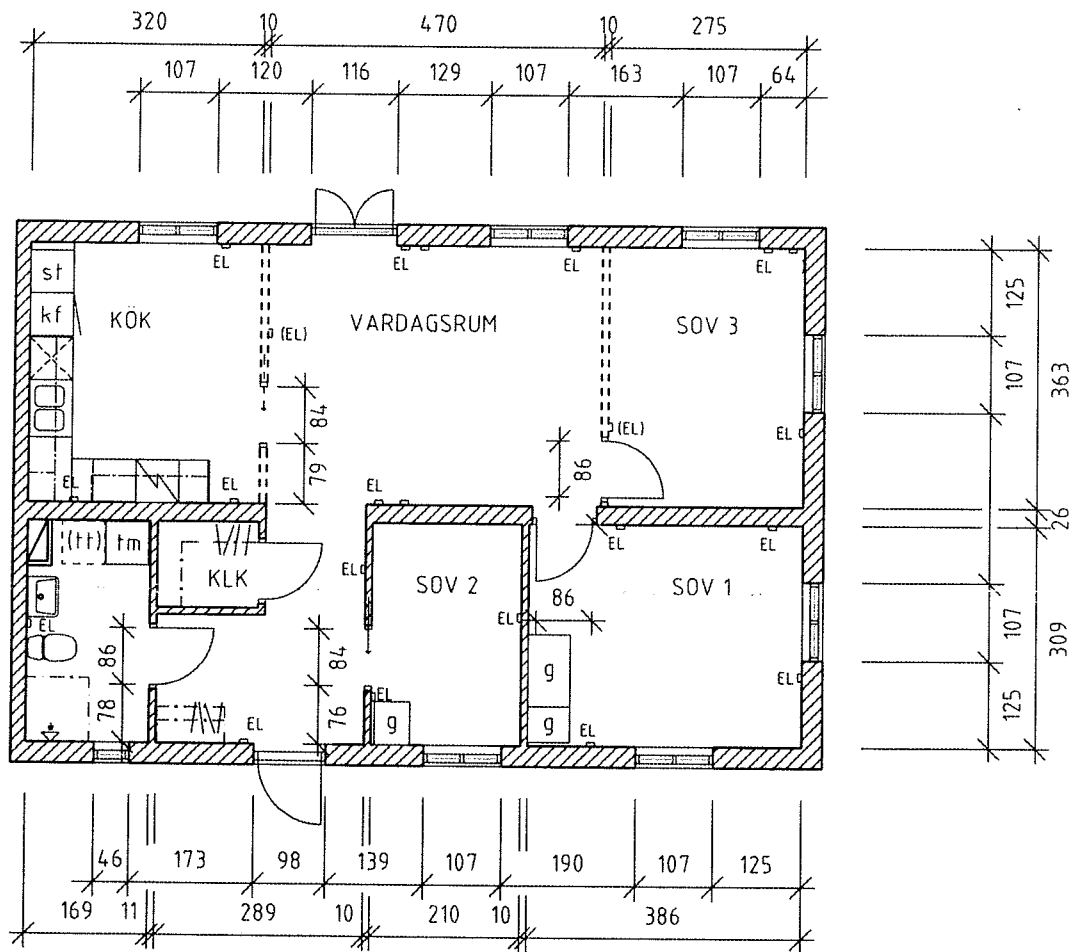 320 10 470 10 275
107 120 116 129 107 163 107 64
EL EL EL EL
st
kf
KÖK VARDAGSRUM SOV 3
(EL)
125
107
363
84
79
(EL)
86
EL
EL EL EL
26
(tt) tm
KLK
EL
EL EL
SOV 2 SOV 1
86
EL
EL
107
309
125
86
84
78
76
g
EL
g
g
EL
EL
EL
46 173 98 139 107 190 107 125
169 11 289 10 210 10 386